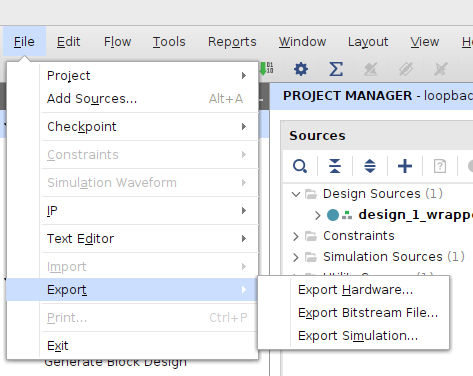 File Edit Flow Tools Reports Window Layout View
Project
Add Sources... Alt+A
PROJECT MANAGER - loopbac
Checkpoint
Sources
Constraints
Simulation Waveform
IP
Design Sources (1)
design_1_wrapp
Text Editor
Constraints
Import
Simulation Sources (1)
Export
Export Hardware...
Print... Ctrl+P
Export Bitstream File...
Export Simulation...
Exit
Generate Block Design